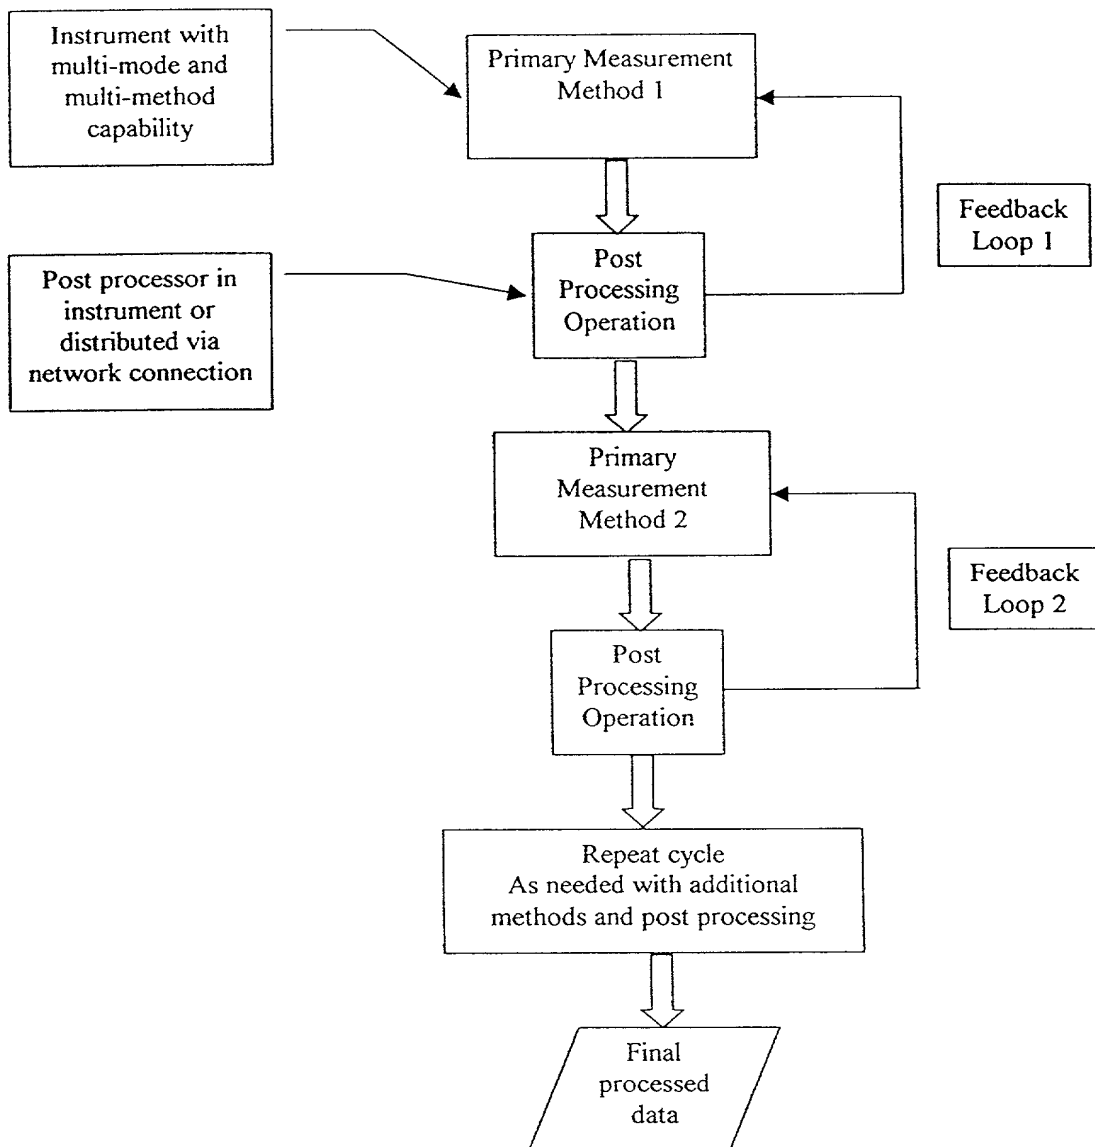 Instrument with
multi-mode and
multi-method
capability
Primary Measurement
Method 1
Feedback
Loop 1
Post processor in
instrument or
distributed via
network connection
Post
Processing
Operation
Primary
Measurement
Method 2
Feedback
Loop 2
Post
Processing
Operation
Repeat cycle
As needed with additional
methods and post processing
Final
processed
data